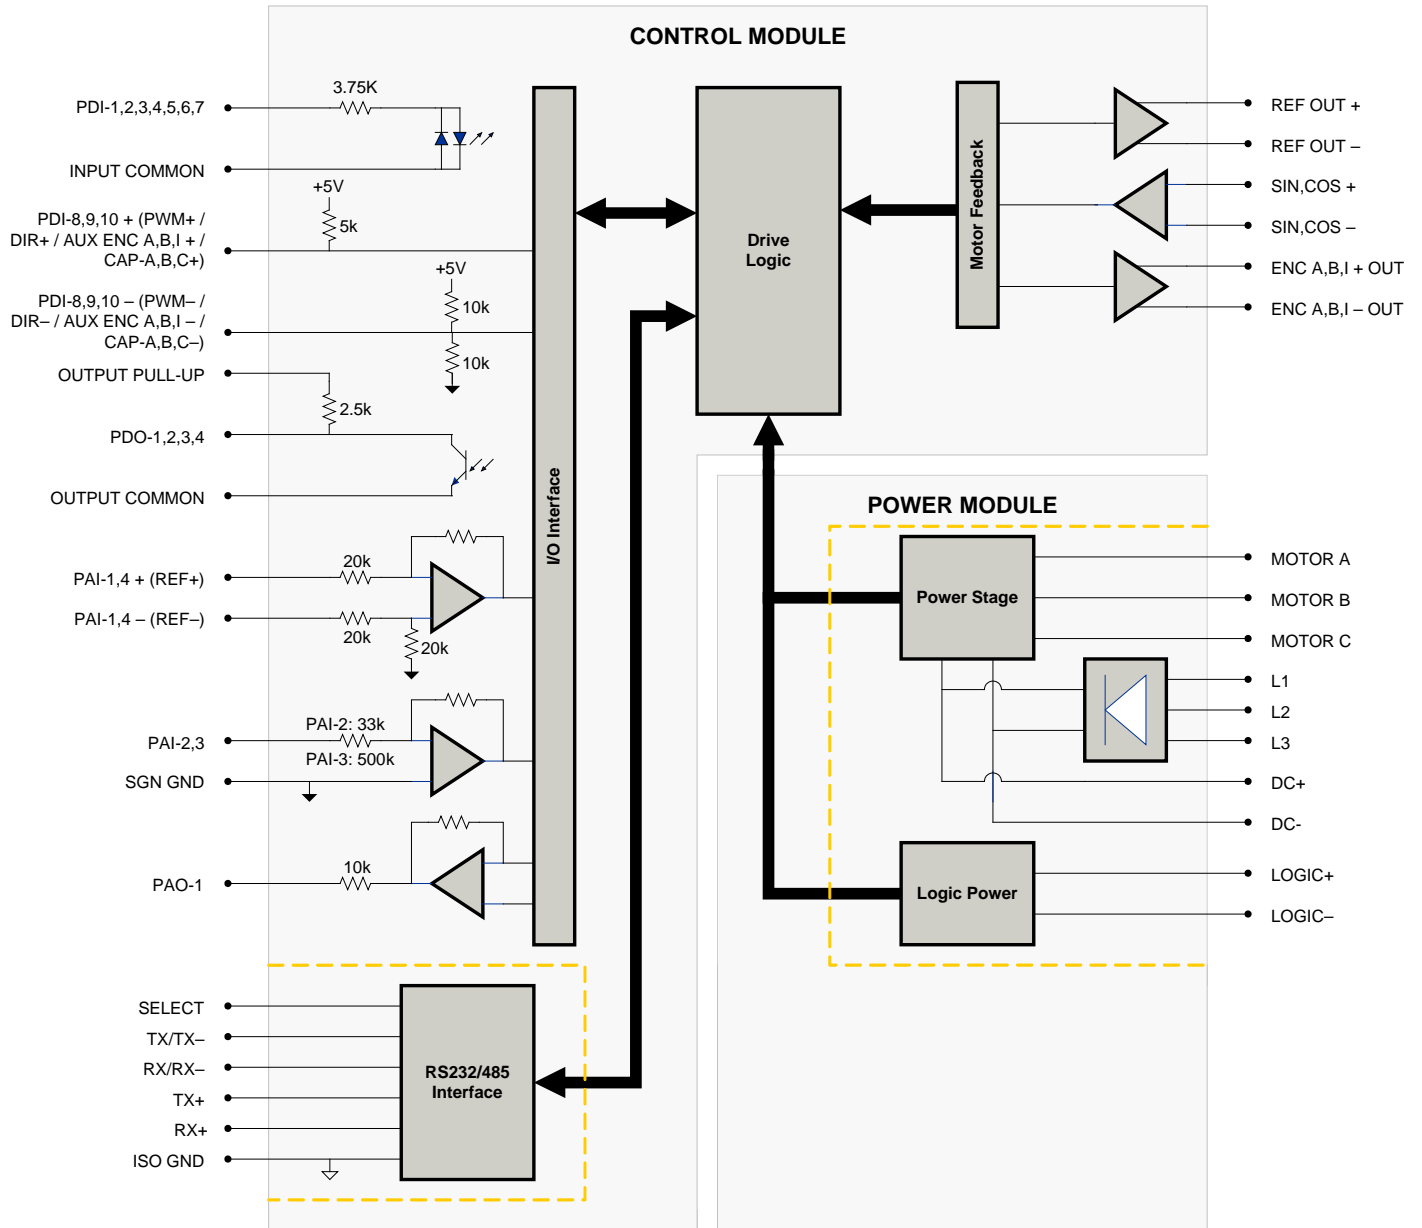 CONTROL MODULE
PDI-1,2,3,4,5,6,7
3.75K
INPUT COMMON
+5V
5k
PDI-8,9,10 + (PWM+ /
DIR+ / AUX ENC A,B,I + /
CAP-A,B,C+)
+5V
10k
PDI-8,9,10 – (PWM– /
DIR– / AUX ENC A,B,I – /
CAP-A,B,C–)
10k
OUTPUT PULL-UP
2.5k
PDO-1,2,3,4
OUTPUT COMMON
20k
PAI-1,4 + (REF+)
PAI-1,4 – (REF–)
20k
20k
PAI-2: 33k
PAI-2,3
PAI-3: 500k
SGN GND
10k
PAO-1
I/O Interface
Drive
Logic
Motor Feedback
REF OUT +
REF OUT –
SIN,COS +
SIN,COS –
ENC A,B,I + OUT
ENC A,B,I – OUT
POWER MODULE
Power Stage
MOTOR A
MOTOR B
MOTOR C
L1
L2
L3
DC+
DC-
Logic Power
LOGIC+
LOGIC–
SELECT
TX/TX–
RX/RX–
TX+
RX+
ISO GND
RS232/485
Interface